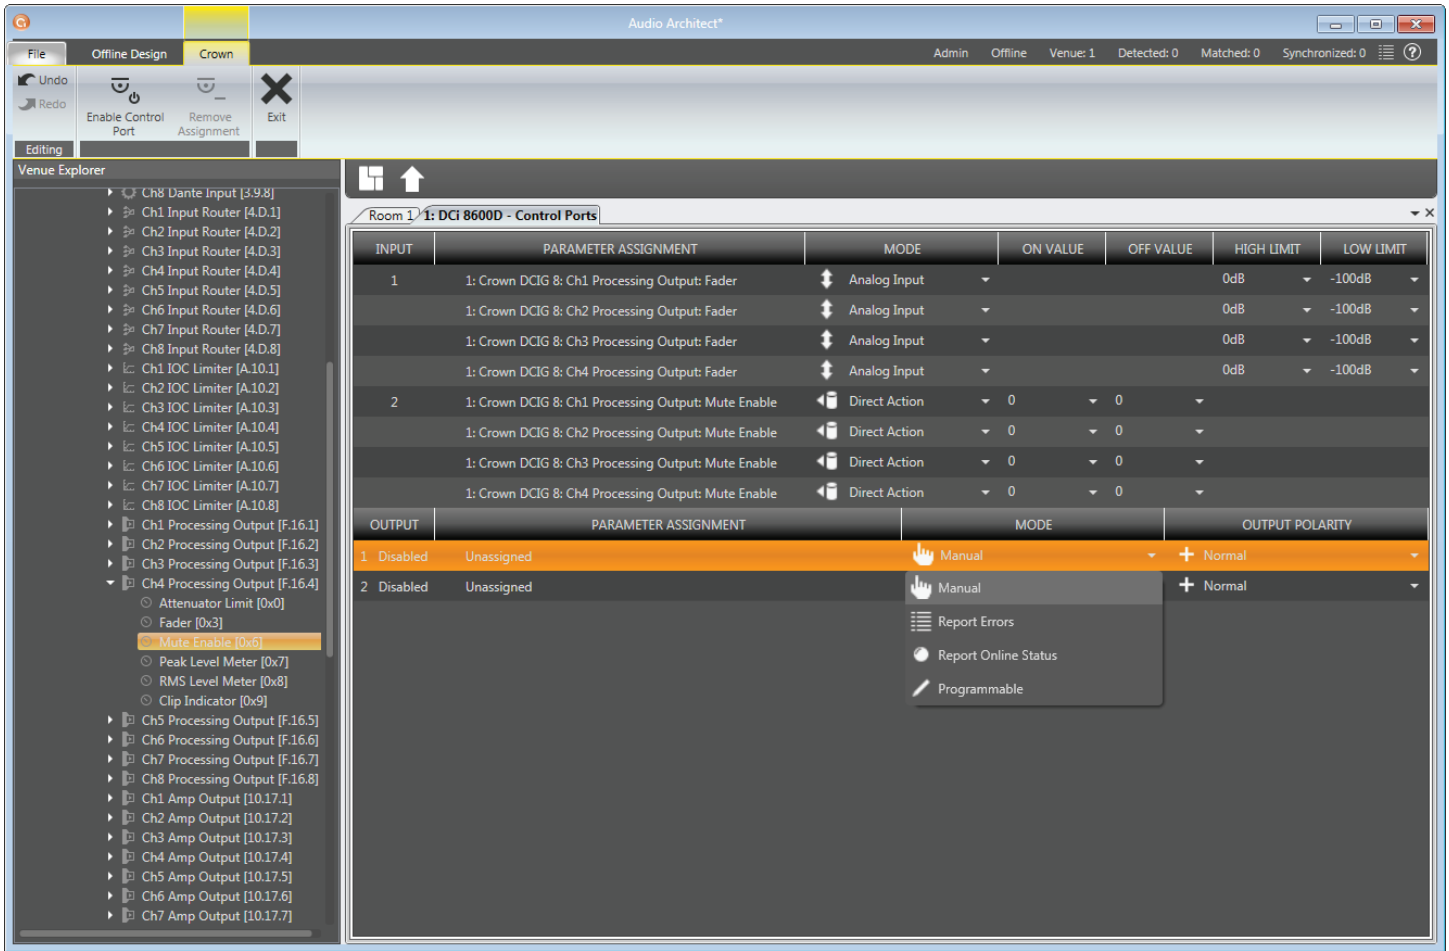 Audio Architect*
File Offline Design Crown Admin Offline Venue: 1 Detected: 0 Matched: 0 Synchronized: 0 ?
Undo
Redo
Enable Control Port
Remove Assignment
Exit
Editing
Venue Explorer
Ch8 Dante Input [3.9.8]
Ch1 Input Router [4.D.1]
Ch2 Input Router [4.D.2]
Ch3 Input Router [4.D.3]
Ch4 Input Router [4.D.4]
Ch5 Input Router [4.D.5]
Ch6 Input Router [4.D.6]
Ch7 Input Router [4.D.7]
Ch8 Input Router [4.D.8]
Ch1 IOC Limiter [A.10.1]
Ch2 IOC Limiter [A.10.2]
Ch3 IOC Limiter [A.10.3]
Ch4 IOC Limiter [A.10.4]
Ch5 IOC Limiter [A.10.5]
Ch6 IOC Limiter [A.10.6]
Ch7 IOC Limiter [A.10.7]
Ch8 IOC Limiter [A.10.8]
Ch1 Processing Output [F.16.1]
Ch2 Processing Output [F.16.2]
Ch3 Processing Output [F.16.3]
Ch4 Processing Output [F.16.4]
Attenuator Limit [0x0]
Fader [0x3]
Mute Enable [0x6]
Peak Level Meter [0x7]
RMS Level Meter [0x8]
Clip Indicator [0x9]
Ch5 Processing Output [F.16.5]
Ch6 Processing Output [F.16.6]
Ch7 Processing Output [F.16.7]
Ch8 Processing Output [F.16.8]
Ch1 Amp Output [10.17.1]
Ch2 Amp Output [10.17.2]
Ch3 Amp Output [10.17.3]
Ch4 Amp Output [10.17.4]
Ch5 Amp Output [10.17.5]
Ch6 Amp Output [10.17.6]
Ch7 Amp Output [10.17.7]
Room 1 1: DCi 8600D - Control Ports
INPUT PARAMETER ASSIGNMENT MODE ON VALUE OFF VALUE HIGH LIMIT LOW LIMIT
1 1: Crown DCIG 8: Ch1 Processing Output: Fader Analog Input 0dB -100dB
1: Crown DCIG 8: Ch2 Processing Output: Fader Analog Input 0dB -100dB
1: Crown DCIG 8: Ch3 Processing Output: Fader Analog Input 0dB -100dB
1: Crown DCIG 8: Ch4 Processing Output: Fader Analog Input 0dB -100dB
2 1: Crown DCIG 8: Ch1 Processing Output: Mute Enable Direct Action 0 0
1: Crown DCIG 8: Ch2 Processing Output: Mute Enable Direct Action 0 0
1: Crown DCIG 8: Ch3 Processing Output: Mute Enable Direct Action 0 0
1: Crown DCIG 8: Ch4 Processing Output: Mute Enable Direct Action 0 0
OUTPUT PARAMETER ASSIGNMENT MODE OUTPUT POLARITY
1 Disabled Unassigned Manual Normal
2 Disabled Unassigned Manual Normal
Report Errors
Report Online Status
Programmable